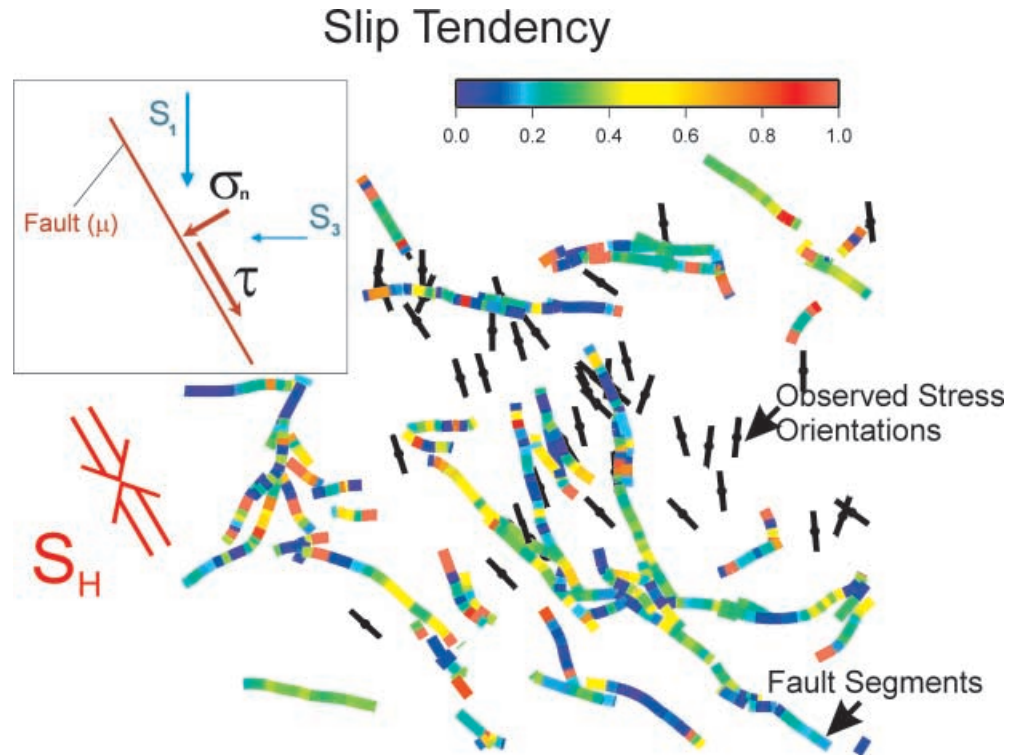 Slip Tendency
0.0 0.2 0.4 0.6 0.8 1.0
S₁
σₙ
Fault (μ)
S₃
τ
Observed Stress
Orientations
S_H
Fault Segments